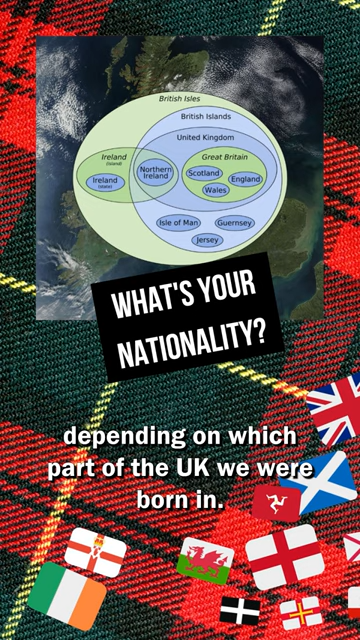 British Isles
British Islands
United Kingdom
Ireland
(island)
Great Britain
Northern
Ireland
Scotland
England
Wales
Ireland
(state)
Isle of Man
Guernsey
Jersey
WHAT'S YOUR
NATIONALITY?
depending on which
part of the UK we were
born in.